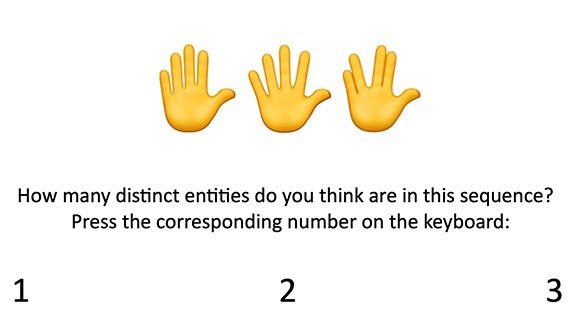 How many distinct entities do you think are in this sequence?
Press the corresponding number on the keyboard:
1 2 3